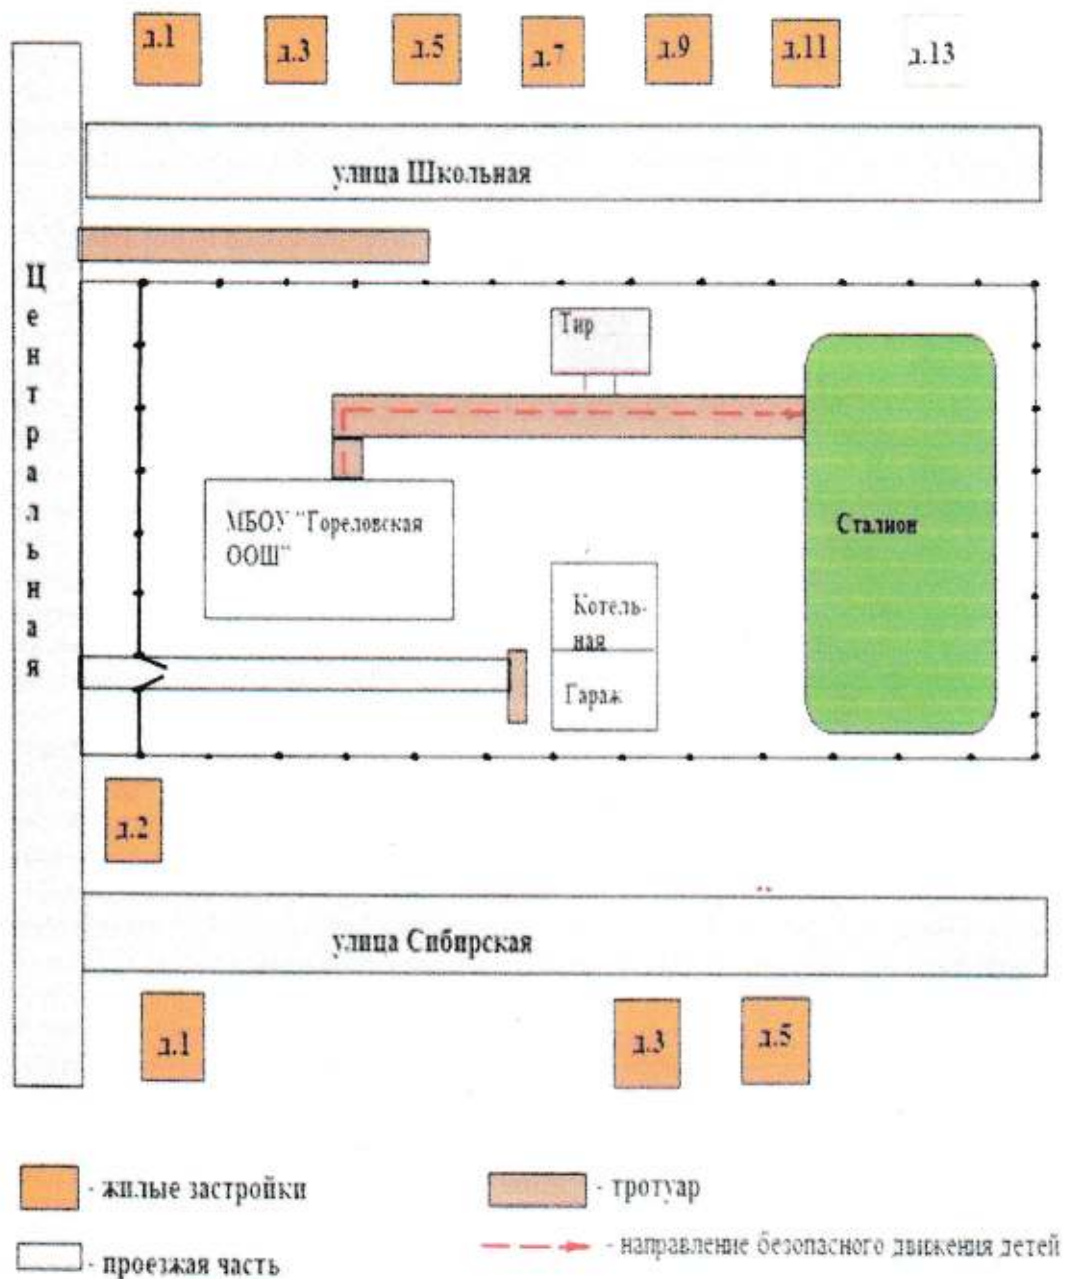 д.1
д.3
д.5
д.7
д.9
д.11
д.13
улица Школьная
Центральная
Тир
МБОУ "Гореловская
ООШ"
Сталион
Котель-
ная
Гараж
д.2
улица Сибирская
д.1
д.3
д.5
- жилые застройки
- тротуар
- проезжая часть
- направление безопасного движения детей